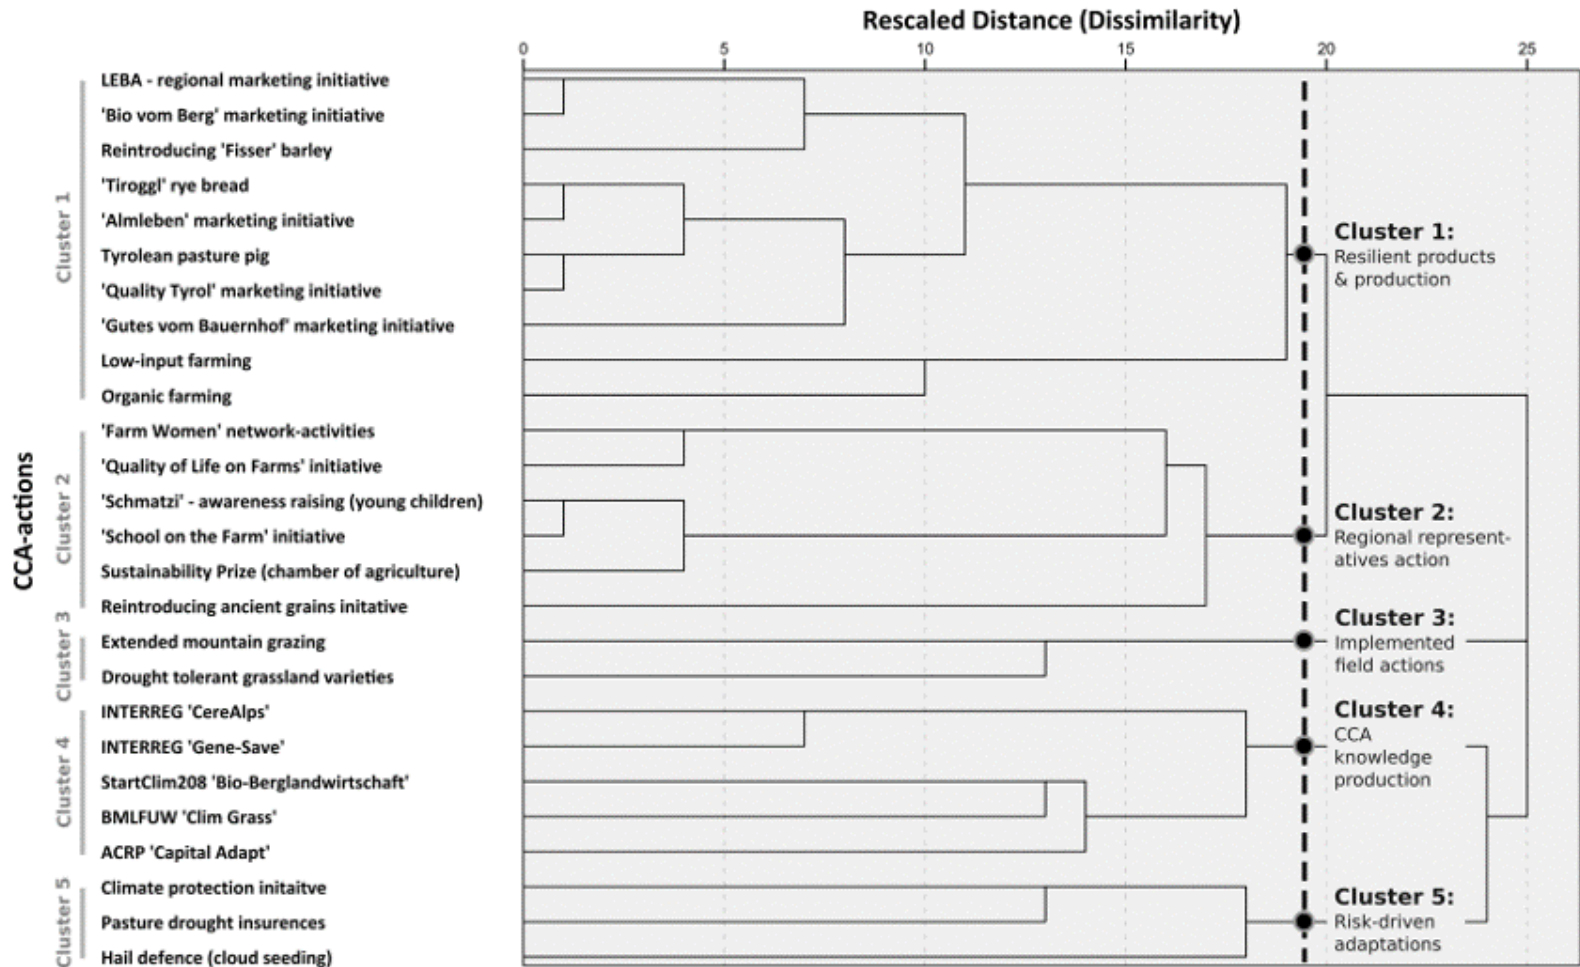 Rescaled Distance (Dissimilarity)
0 5 10 15 20 25
CCA-actions
Cluster 1
LEBA - regional marketing initiative
'Bio vom Berg' marketing initiative
Reintroducing 'Fisser' barley
'Tiroggl' rye bread
'Almleben' marketing initiative
Tyrolean pasture pig
'Quality Tyrol' marketing initiative
'Gutes vom Bauernhof' marketing initiative
Low-input farming
Organic farming
Cluster 2
'Farm Women' network-activities
'Quality of Life on Farms' initiative
'Schmatzi' - awareness raising (young children)
'School on the Farm' initiative
Sustainability Prize (chamber of agriculture)
Reintroducing ancient grains initative
Cluster 3
Extended mountain grazing
Drought tolerant grassland varieties
Cluster 4
INTERREG 'CereAlps'
INTERREG 'Gene-Save'
StartClim208 'Bio-Berglandwirtschaft'
BMLFUW 'Clim Grass'
ACRP 'Capital Adapt'
Cluster 5
Climate protection initaitve
Pasture drought insurences
Hail defence (cloud seeding)
Cluster 1:
Resilient products
& production
Cluster 2:
Regional represent-
atives action
Cluster 3:
Implemented
field actions
Cluster 4:
CCA
knowledge
production
Cluster 5:
Risk-driven
adaptations